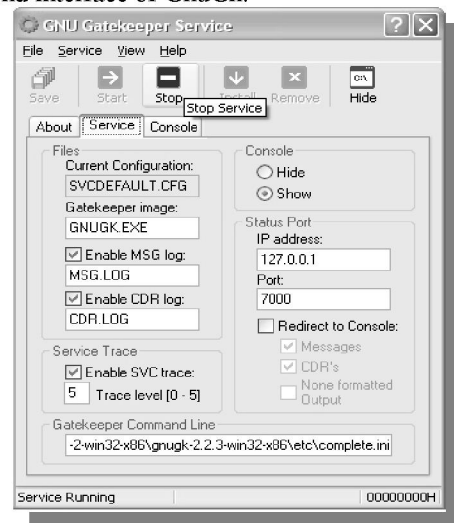 GNU Gatekeeper Service
File Service View Help
Save Start Stop Install Remove Hide
Stop Service
About Service Console
Files
Current Configuration:
SVCDEFAULT.CFG
Gatekeeper image:
GNUGK.EXE
Enable MSG log:
MSG.LOG
Enable CDR log:
CDR.LOG
Service Trace
Enable SVC trace:
5 Trace level [0 - 5]
Console
Hide
Show
Status Port
IP address:
127.0.0.1
Port:
7000
Redirect to Console:
Messages
CDR's
None formatted
Output
Gatekeeper Command Line
-2-win32-x86\gnugk-2.2.3-win32-x86\etc\complete.ini
Service Running 00000000H